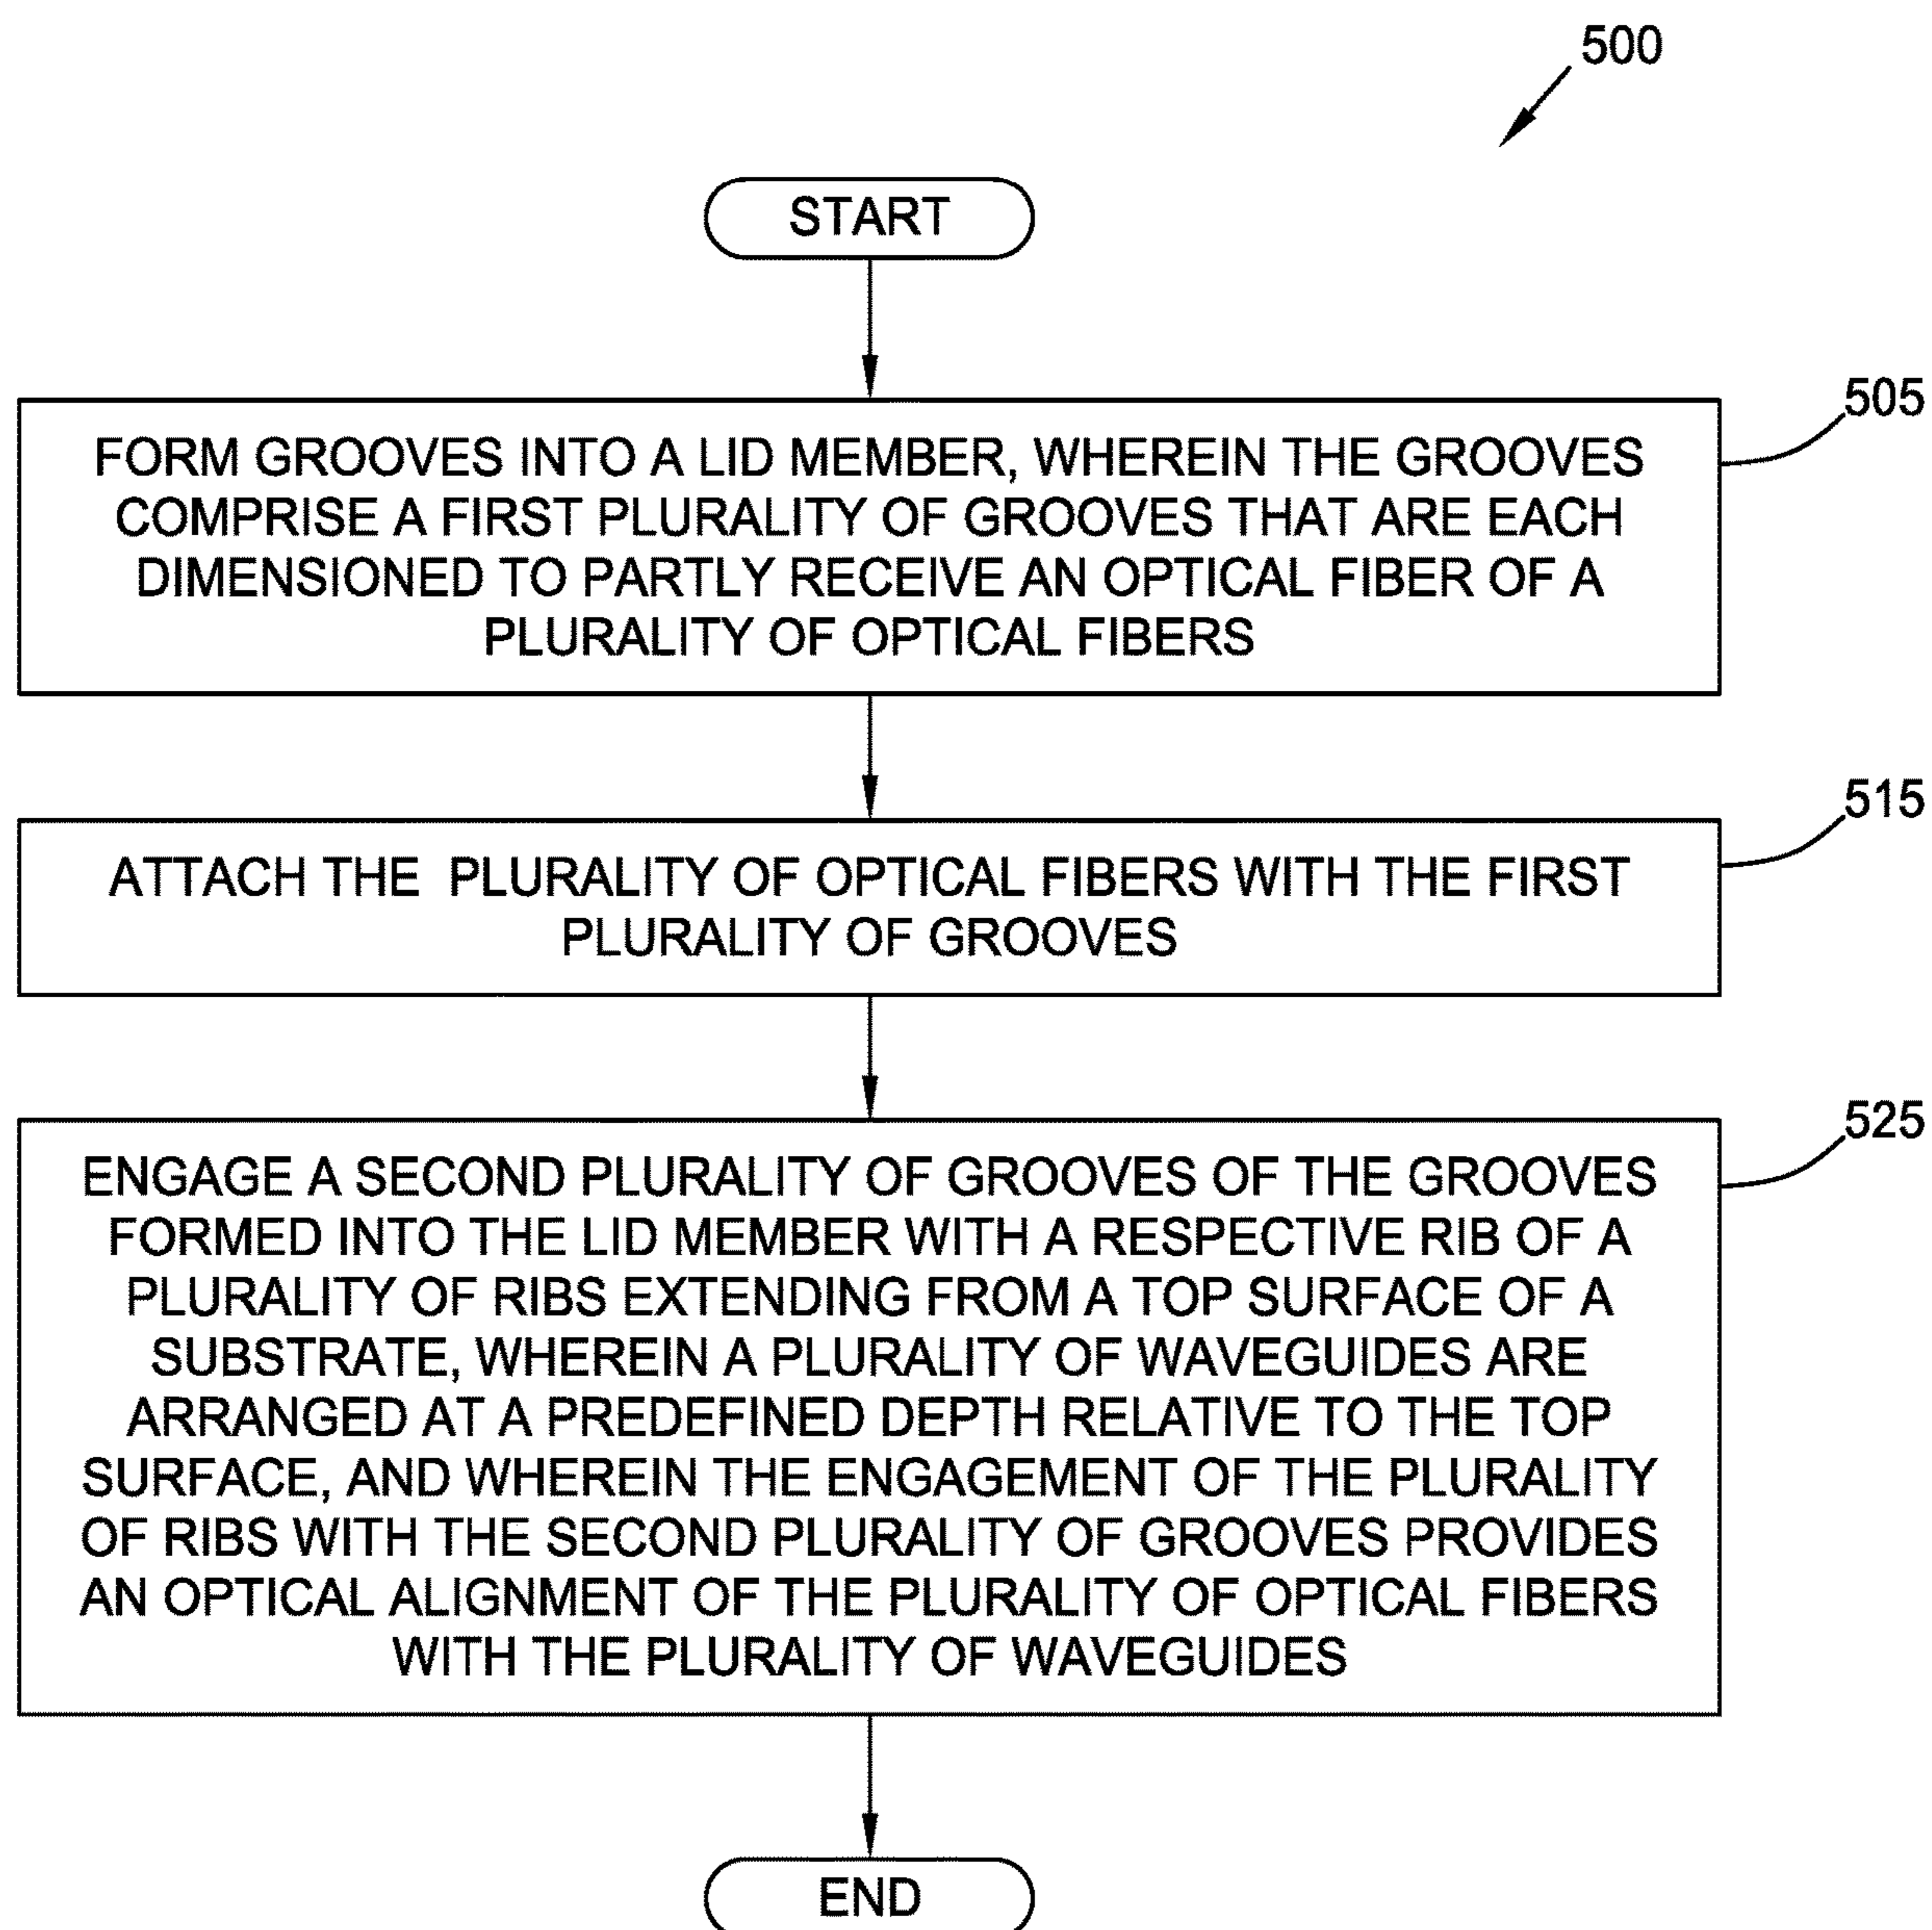 500
START
505
FORM GROOVES INTO A LID MEMBER, WHEREIN THE GROOVES
COMPRISE A FIRST PLURALITY OF GROOVES THAT ARE EACH
DIMENSIONED TO PARTLY RECEIVE AN OPTICAL FIBER OF A
PLURALITY OF OPTICAL FIBERS
515
ATTACH THE PLURALITY OF OPTICAL FIBERS WITH THE FIRST
PLURALITY OF GROOVES
525
ENGAGE A SECOND PLURALITY OF GROOVES OF THE GROOVES
FORMED INTO THE LID MEMBER WITH A RESPECTIVE RIB OF A
PLURALITY OF RIBS EXTENDING FROM A TOP SURFACE OF A
SUBSTRATE, WHEREIN A PLURALITY OF WAVEGUIDES ARE
ARRANGED AT A PREDEFINED DEPTH RELATIVE TO THE TOP
SURFACE, AND WHEREIN THE ENGAGEMENT OF THE PLURALITY
OF RIBS WITH THE SECOND PLURALITY OF GROOVES PROVIDES
AN OPTICAL ALIGNMENT OF THE PLURALITY OF OPTICAL FIBERS
WITH THE PLURALITY OF WAVEGUIDES
END